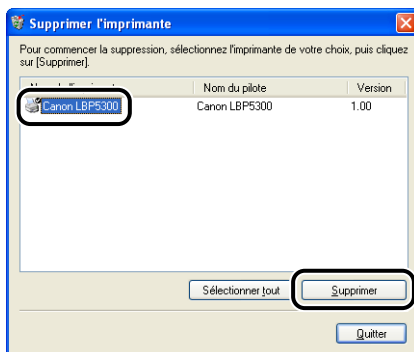 Supprimer l'imprimante
Pour commencer la suppression, sélectionnez l'imprimante de votre choix, puis cliquez
sur [Supprimer].
Nom du pilote Version
Canon LBP5300 Canon LBP5300 1.00
Sélectionner tout Supprimer
Quitter